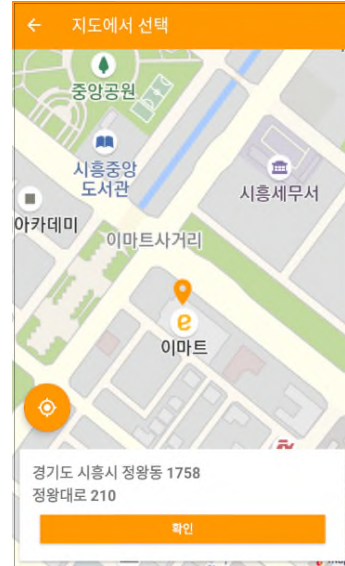 지도에서 선택
중앙공원
시흥중앙
도서관
시흥세무서
아카데미
이마트사거리
e
이마트
경기도 시흥시 정왕동 1758
정왕대로 210
확인